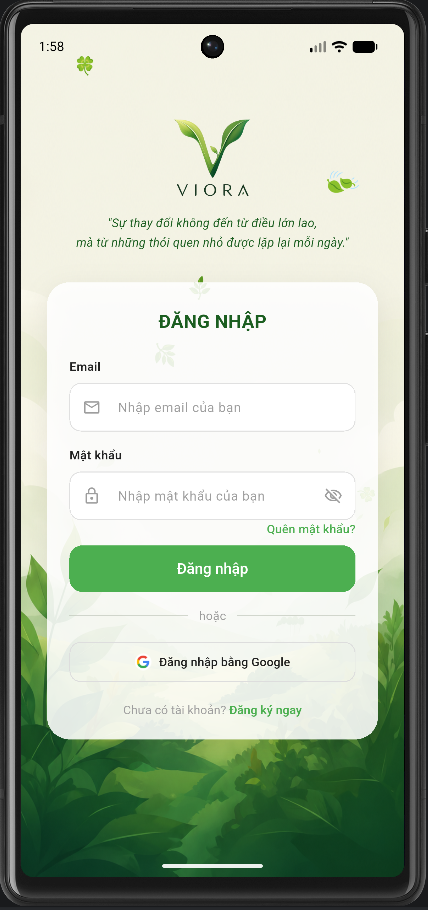 1:58
VIORA
"Sự thay đổi không đến từ điều lớn lao,
mà từ những thói quen nhỏ được lặp lại mỗi ngày."
ĐĂNG NHẬP
Email
Nhập email của bạn
Mật khẩu
Nhập mật khẩu của bạn
Quên mật khẩu?
Đăng nhập
hoặc
Đăng nhập bằng Google
Chưa có tài khoản? Đăng ký ngay